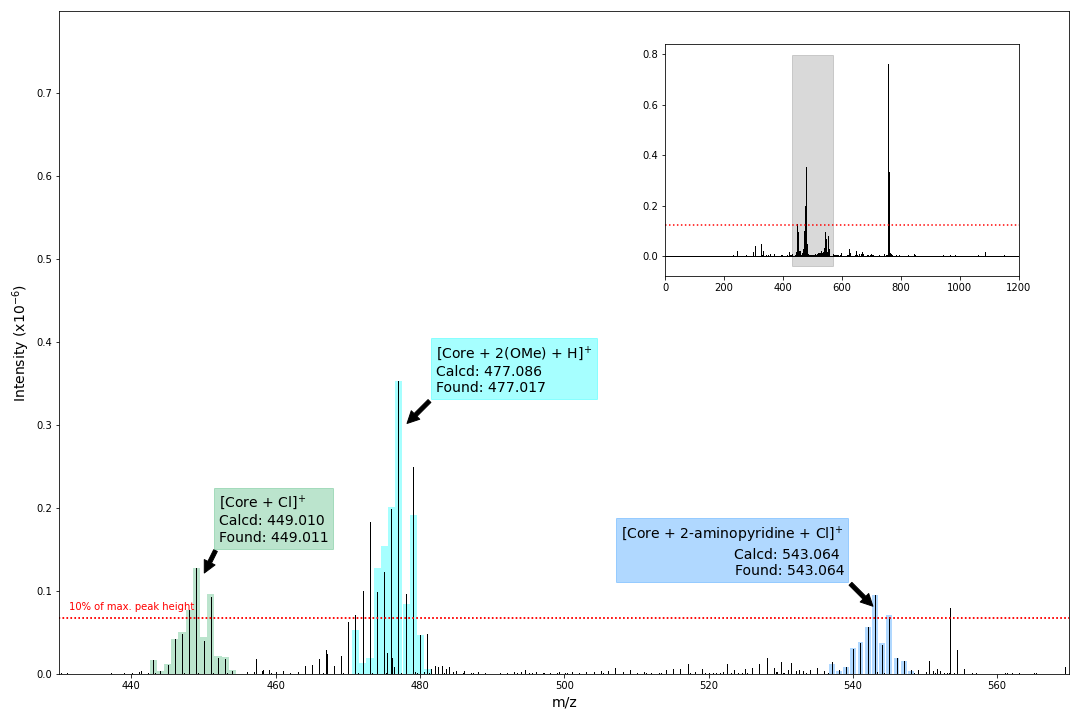 0.8
0.6
0.4
0.2
0.0
0 200 400 600 800 1000 1200
[Core + 2(OMe) + H]⁺
Calcd: 477.086
Found: 477.017
[Core + Cl]⁺
Calcd: 449.010
Found: 449.011
[Core + 2-aminopyridine + Cl]⁺
Calcd: 543.064
Found: 543.064
10% of max. peak height
0.7
0.6
0.5
0.4
0.3
0.2
0.1
0.0
440 460 480 500 520 540 560
m/z
Intensity (x10⁻⁶)